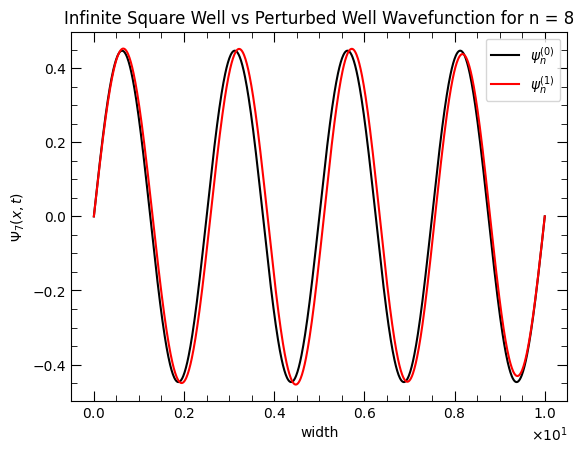 Infinite Square Well vs Perturbed Well Wavefunction for n = 8
ψₙ⁽⁰⁾
ψₙ⁽¹⁾
0.4
0.2
0.0
−0.2
−0.4
Ψ₇(x, t)
0.0 0.2 0.4 0.6 0.8 1.0
width
×10¹